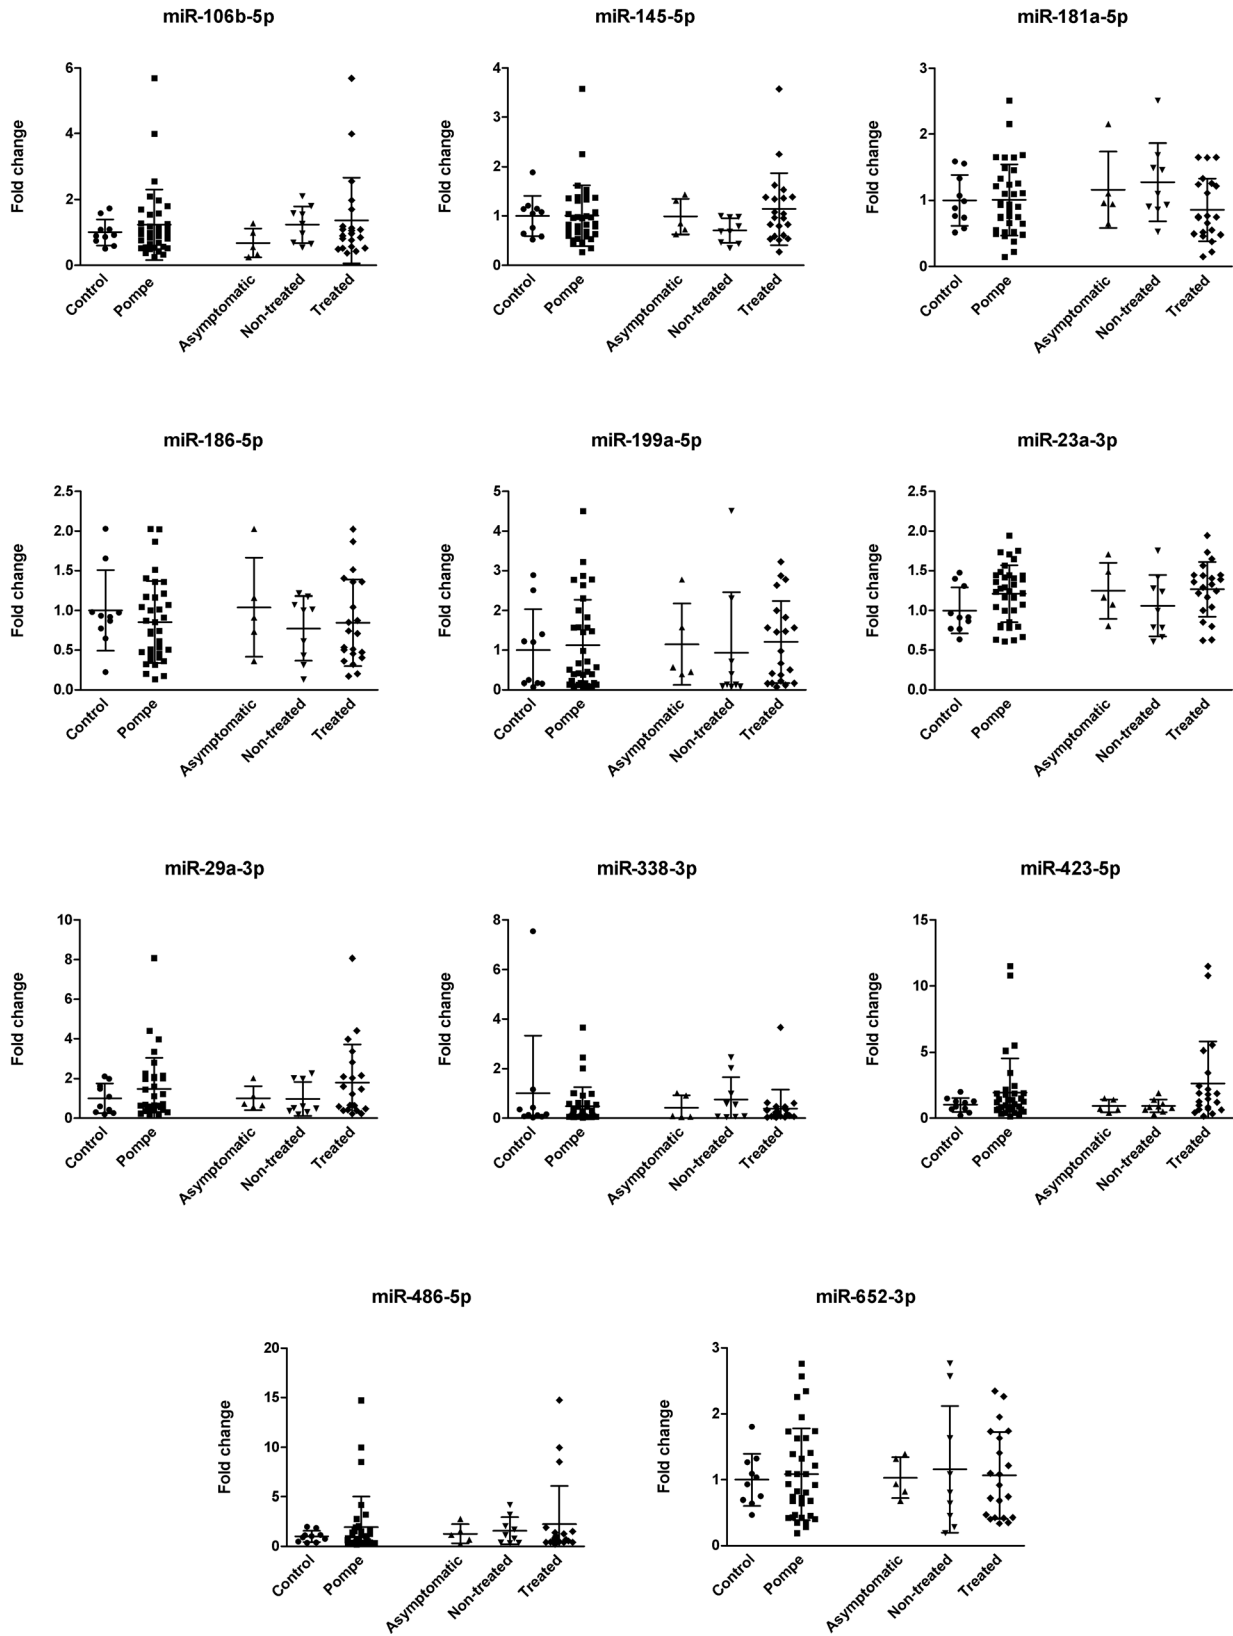 miR-106b-5p
Fold change
6
4
2
0
Control
Pompe
Asymptomatic
Non-treated
Treated
miR-145-5p
Fold change
4
3
2
1
0
Control
Pompe
Asymptomatic
Non-treated
Treated
miR-181a-5p
Fold change
3
2
1
0
Control
Pompe
Asymptomatic
Non-treated
Treated
miR-186-5p
Fold change
2.5
2.0
1.5
1.0
0.5
0.0
Control
Pompe
Asymptomatic
Non-treated
Treated
miR-199a-5p
Fold change
5
4
3
2
1
0
Control
Pompe
Asymptomatic
Non-treated
Treated
miR-23a-3p
Fold change
2.5
2.0
1.5
1.0
0.5
0.0
Control
Pompe
Asymptomatic
Non-treated
Treated
miR-29a-3p
Fold change
10
8
6
4
2
0
Control
Pompe
Asymptomatic
Non-treated
Treated
miR-338-3p
Fold change
8
6
4
2
0
Control
Pompe
Asymptomatic
Non-treated
Treated
miR-423-5p
Fold change
15
10
5
0
Control
Pompe
Asymptomatic
Non-treated
Treated
miR-486-5p
Fold change
20
15
10
5
0
Control
Pompe
Asymptomatic
Non-treated
Treated
miR-652-3p
Fold change
3
2
1
0
Control
Pompe
Asymptomatic
Non-treated
Treated